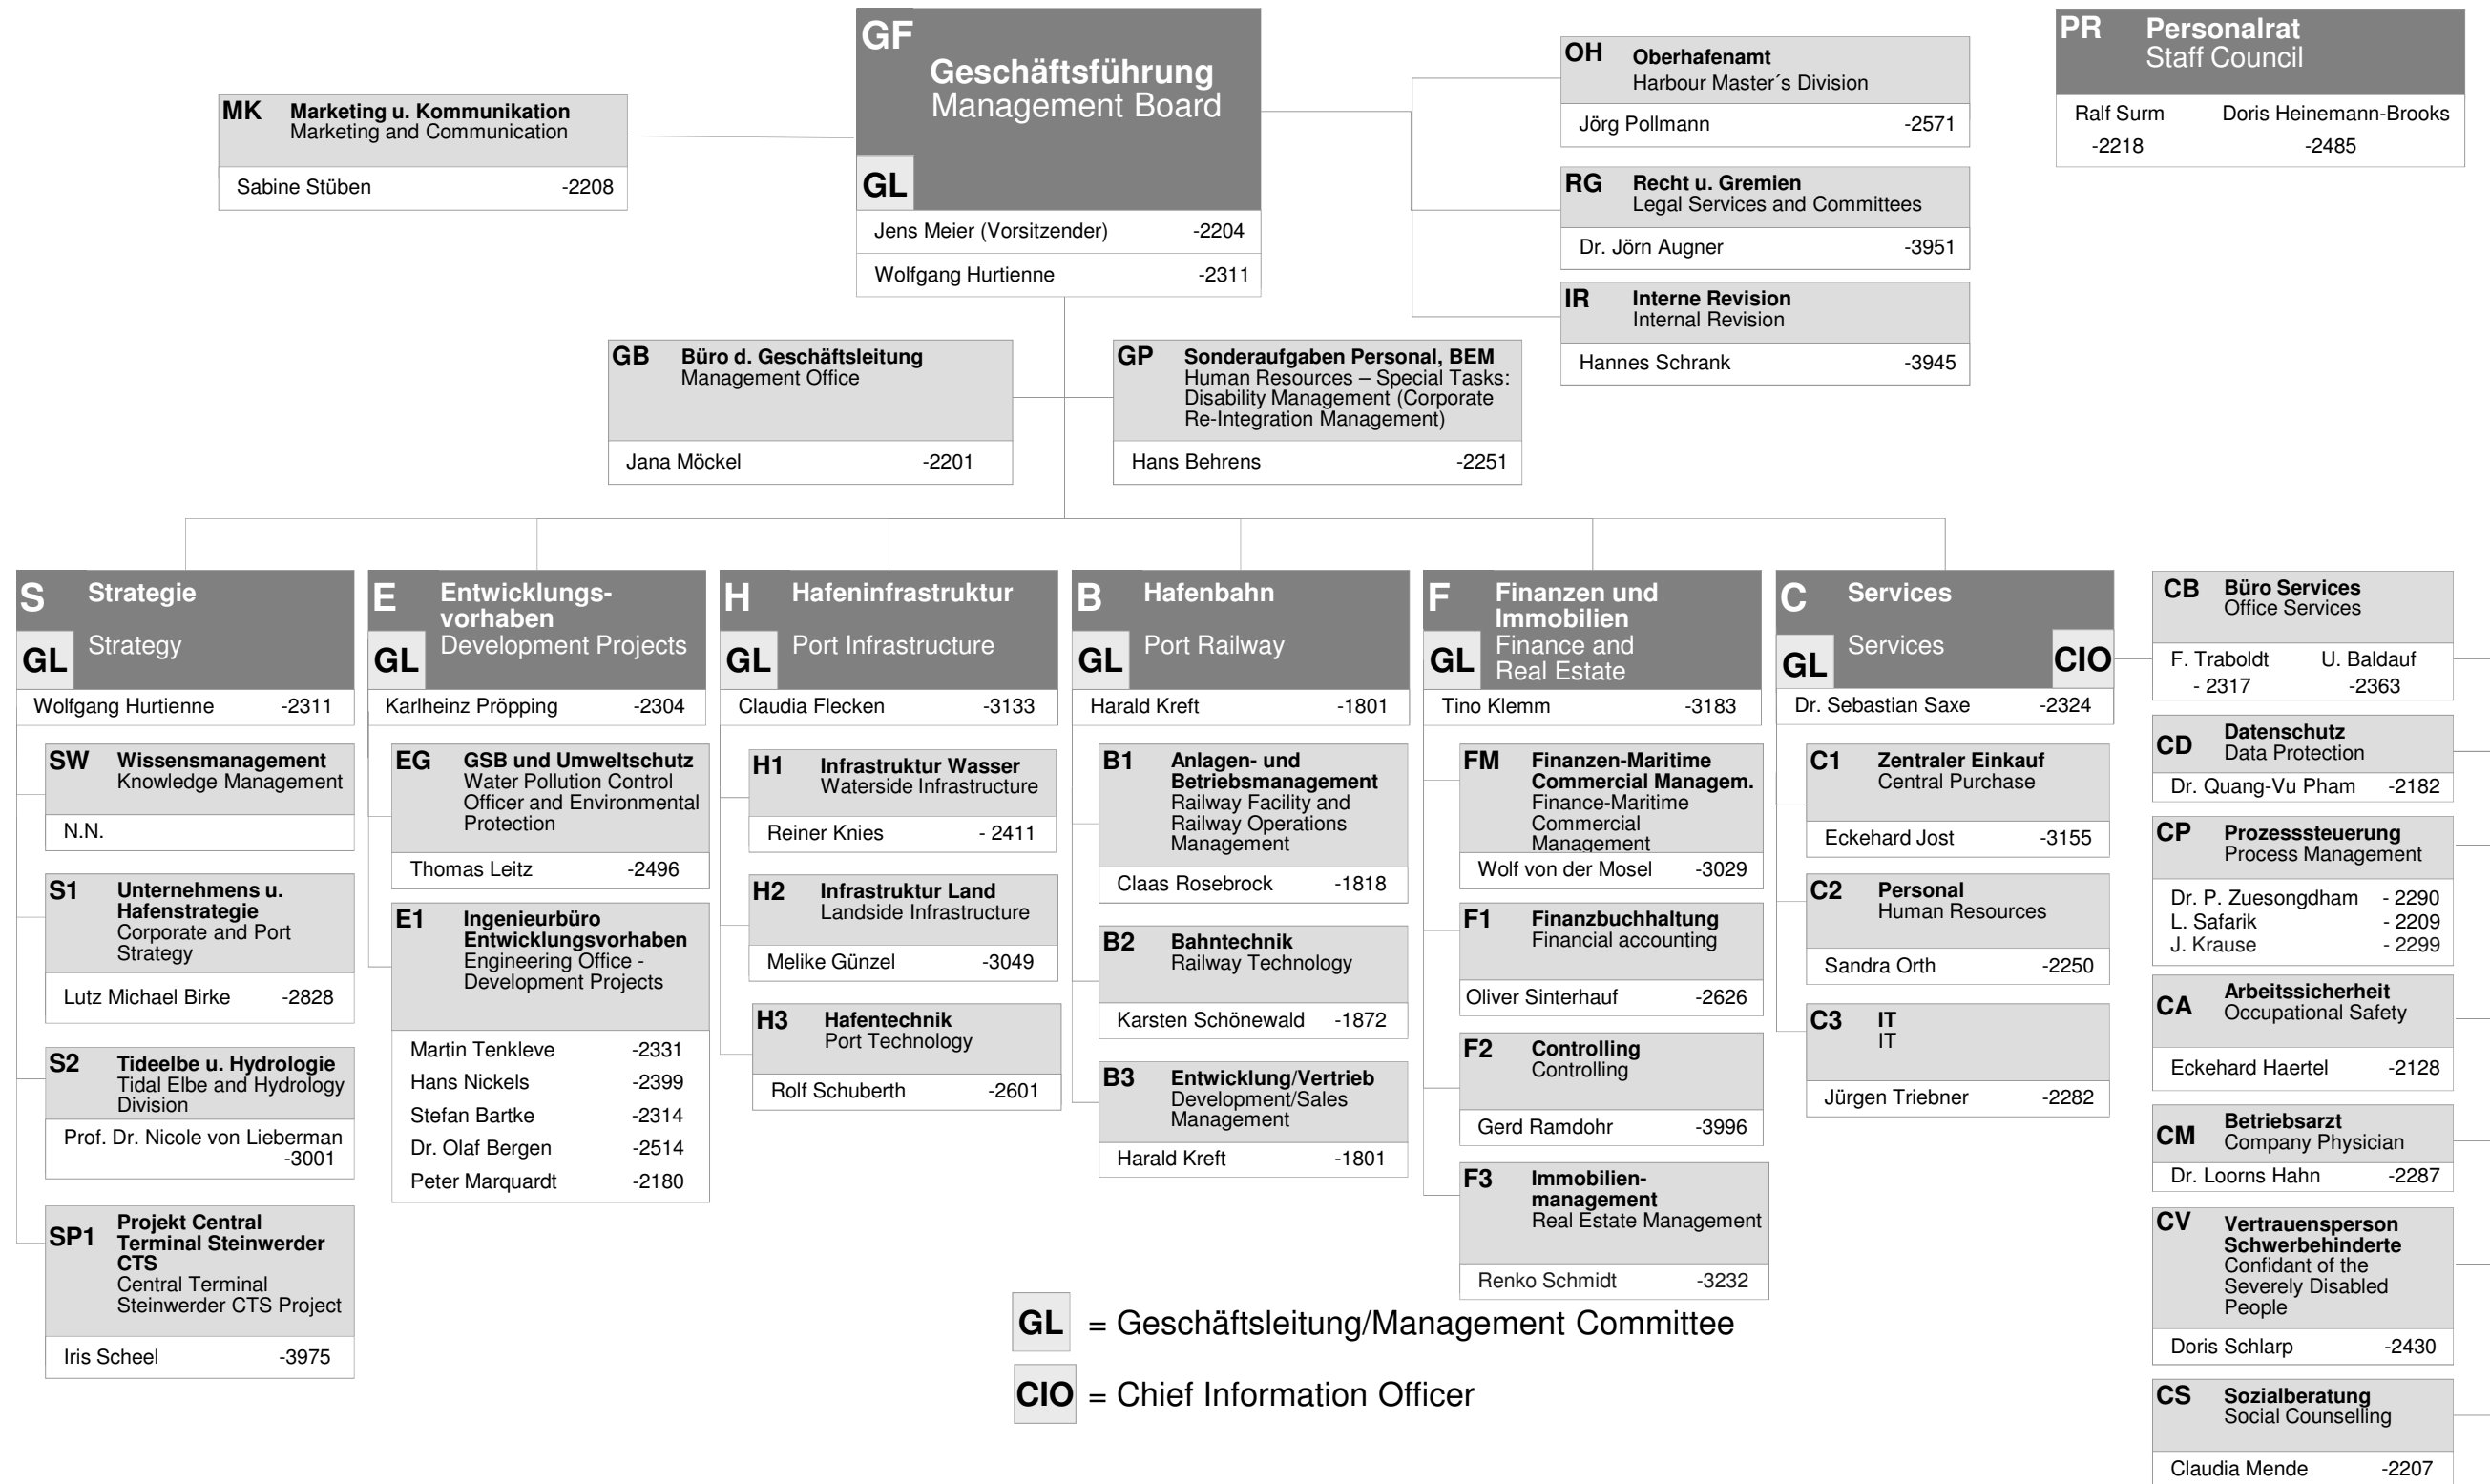 GF
Geschäftsführung
Management Board
GL
Jens Meier (Vorsitzender) -2204
Wolfgang Hurtienne -2311
MK Marketing u. Kommunikation
Marketing and Communication
Sabine Stüben -2208
OH Oberhafenamt
Harbour Master´s Division
Jörg Pollmann -2571
RG Recht u. Gremien
Legal Services and Committees
Dr. Jörn Augner -3951
IR Interne Revision
Internal Revision
Hannes Schrank -3945
PR Personalrat
Staff Council
Ralf Surm Doris Heinemann-Brooks
-2218 -2485
GB Büro d. Geschäftsleitung
Management Office
Jana Möckel -2201
GP Sonderaufgaben Personal, BEM
Human Resources – Special Tasks:
Disability Management (Corporate
Re-Integration Management)
Hans Behrens -2251
S Strategie
GL Strategy
Wolfgang Hurtienne -2311
SW Wissensmanagement
Knowledge Management
N.N.
S1 Unternehmens u.
Hafenstrategie
Corporate and Port
Strategy
Lutz Michael Birke -2828
S2 Tideelbe u. Hydrologie
Tidal Elbe and Hydrology
Division
Prof. Dr. Nicole von Lieberman
-3001
SP1 Projekt Central
Terminal Steinwerder
CTS
Central Terminal
Steinwerder CTS Project
Iris Scheel -3975
E Entwicklungs-
vorhaben
GL Development Projects
Karlheinz Pröpping -2304
EG GSB und Umweltschutz
Water Pollution Control
Officer and Environmental
Protection
Thomas Leitz -2496
E1 Ingenieurbüro
Entwicklungsvorhaben
Engineering Office -
Development Projects
Martin Tenkleve -2331
Hans Nickels -2399
Stefan Bartke -2314
Dr. Olaf Bergen -2514
Peter Marquardt -2180
H Hafeninfrastruktur
GL Port Infrastructure
Claudia Flecken -3133
H1 Infrastruktur Wasser
Waterside Infrastructure
Reiner Knies - 2411
H2 Infrastruktur Land
Landside Infrastructure
Melike Günzel -3049
H3 Hafentechnik
Port Technology
Rolf Schuberth -2601
B Hafenbahn
GL Port Railway
Harald Kreft -1801
B1 Anlagen- und
Betriebsmanagement
Railway Facility and
Railway Operations
Management
Claas Rosebrock -1818
B2 Bahntechnik
Railway Technology
Karsten Schönewald -1872
B3 Entwicklung/Vertrieb
Development/Sales
Management
Harald Kreft -1801
F Finanzen und
Immobilien
GL Finance and
Real Estate
Tino Klemm -3183
FM Finanzen-Maritime
Commercial Managem.
Finance-Maritime
Commercial
Management
Wolf von der Mosel -3029
F1 Finanzbuchhaltung
Financial accounting
Oliver Sinterhauf -2626
F2 Controlling
Controlling
Gerd Ramdohr -3996
F3 Immobilien-
management
Real Estate Management
Renko Schmidt -3232
C Services
GL Services CIO
Dr. Sebastian Saxe -2324
C1 Zentraler Einkauf
Central Purchase
Eckehard Jost -3155
C2 Personal
Human Resources
Sandra Orth -2250
C3 IT
IT
Jürgen Triebner -2282
CB Büro Services
Office Services
F. Traboldt U. Baldauf
- 2317 -2363
CD Datenschutz
Data Protection
Dr. Quang-Vu Pham -2182
CP Prozesssteuerung
Process Management
Dr. P. Zuesongdham - 2290
L. Safarik - 2209
J. Krause - 2299
CA Arbeitssicherheit
Occupational Safety
Eckehard Haertel -2128
CM Betriebsarzt
Company Physician
Dr. Loorns Hahn -2287
CV Vertrauensperson
Schwerbehinderte
Confidant of the
Severely Disabled
People
Doris Schlarp -2430
CS Sozialberatung
Social Counselling
Claudia Mende -2207
GL = Geschäftsleitung/Management Committee
CIO = Chief Information Officer